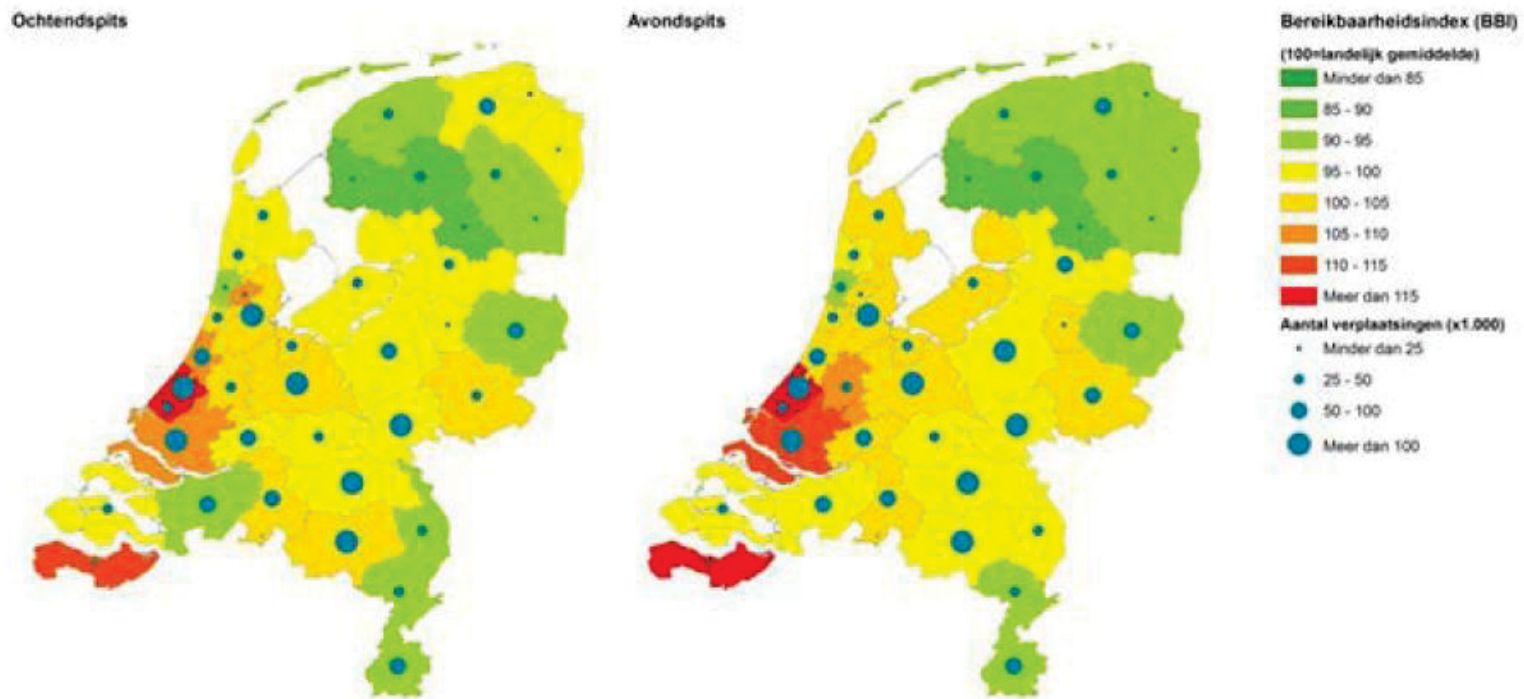 Ochtendspits
Avondspits
Bereikbaarheidsindex (BBI)
(100=landelijk gemiddelde)
Minder dan 85
85 - 90
90 - 95
95 - 100
100 - 105
105 - 110
110 - 115
Meer dan 115
Aantal verplaatsingen (x1.000)
Minder dan 25
25 - 50
50 - 100
Meer dan 100